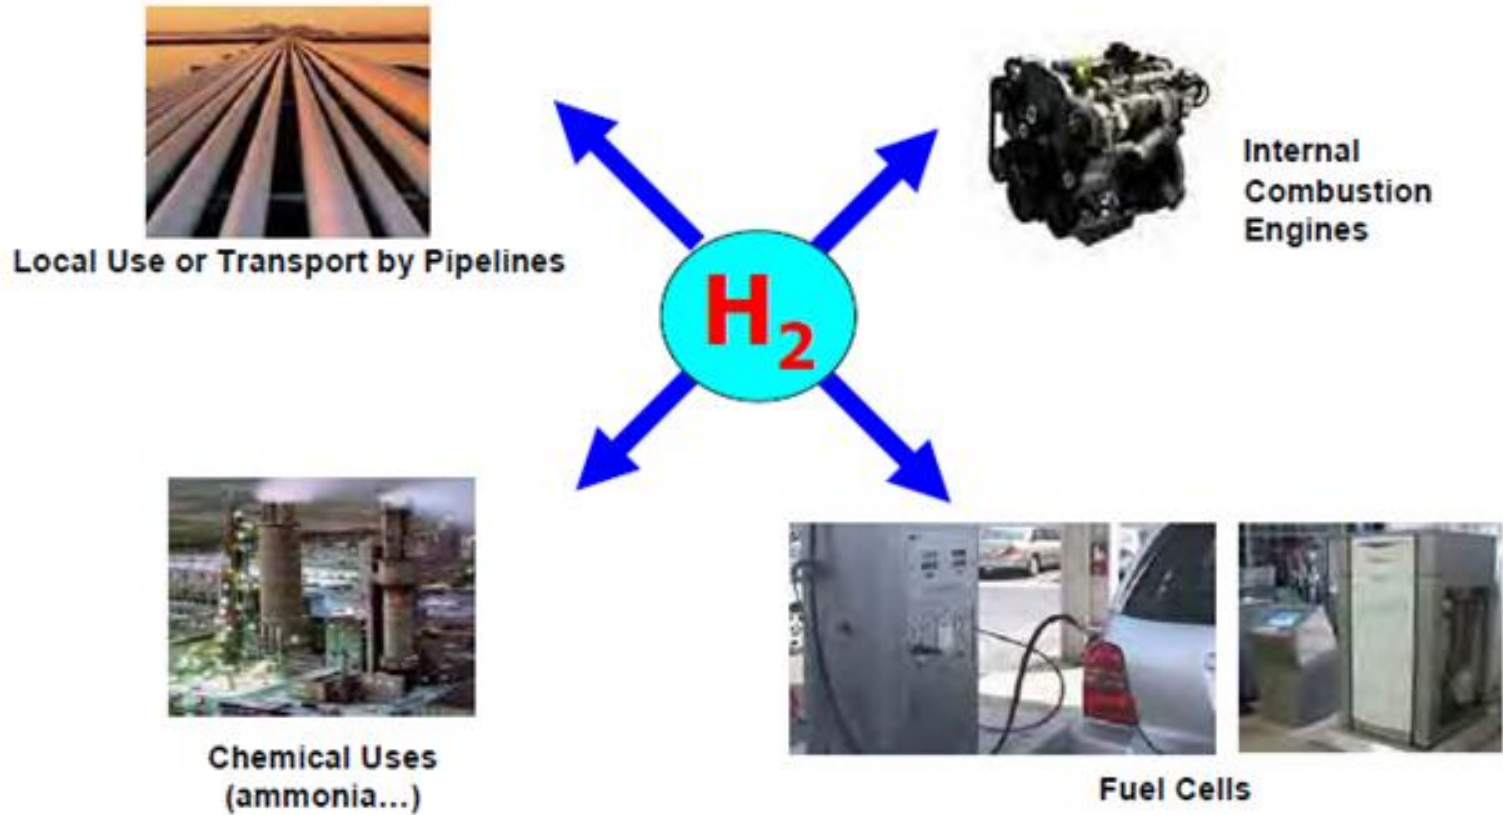 Local Use or Transport by Pipelines
Internal
Combustion
Engines
H2
Chemical Uses
(ammonia...)
Fuel Cells